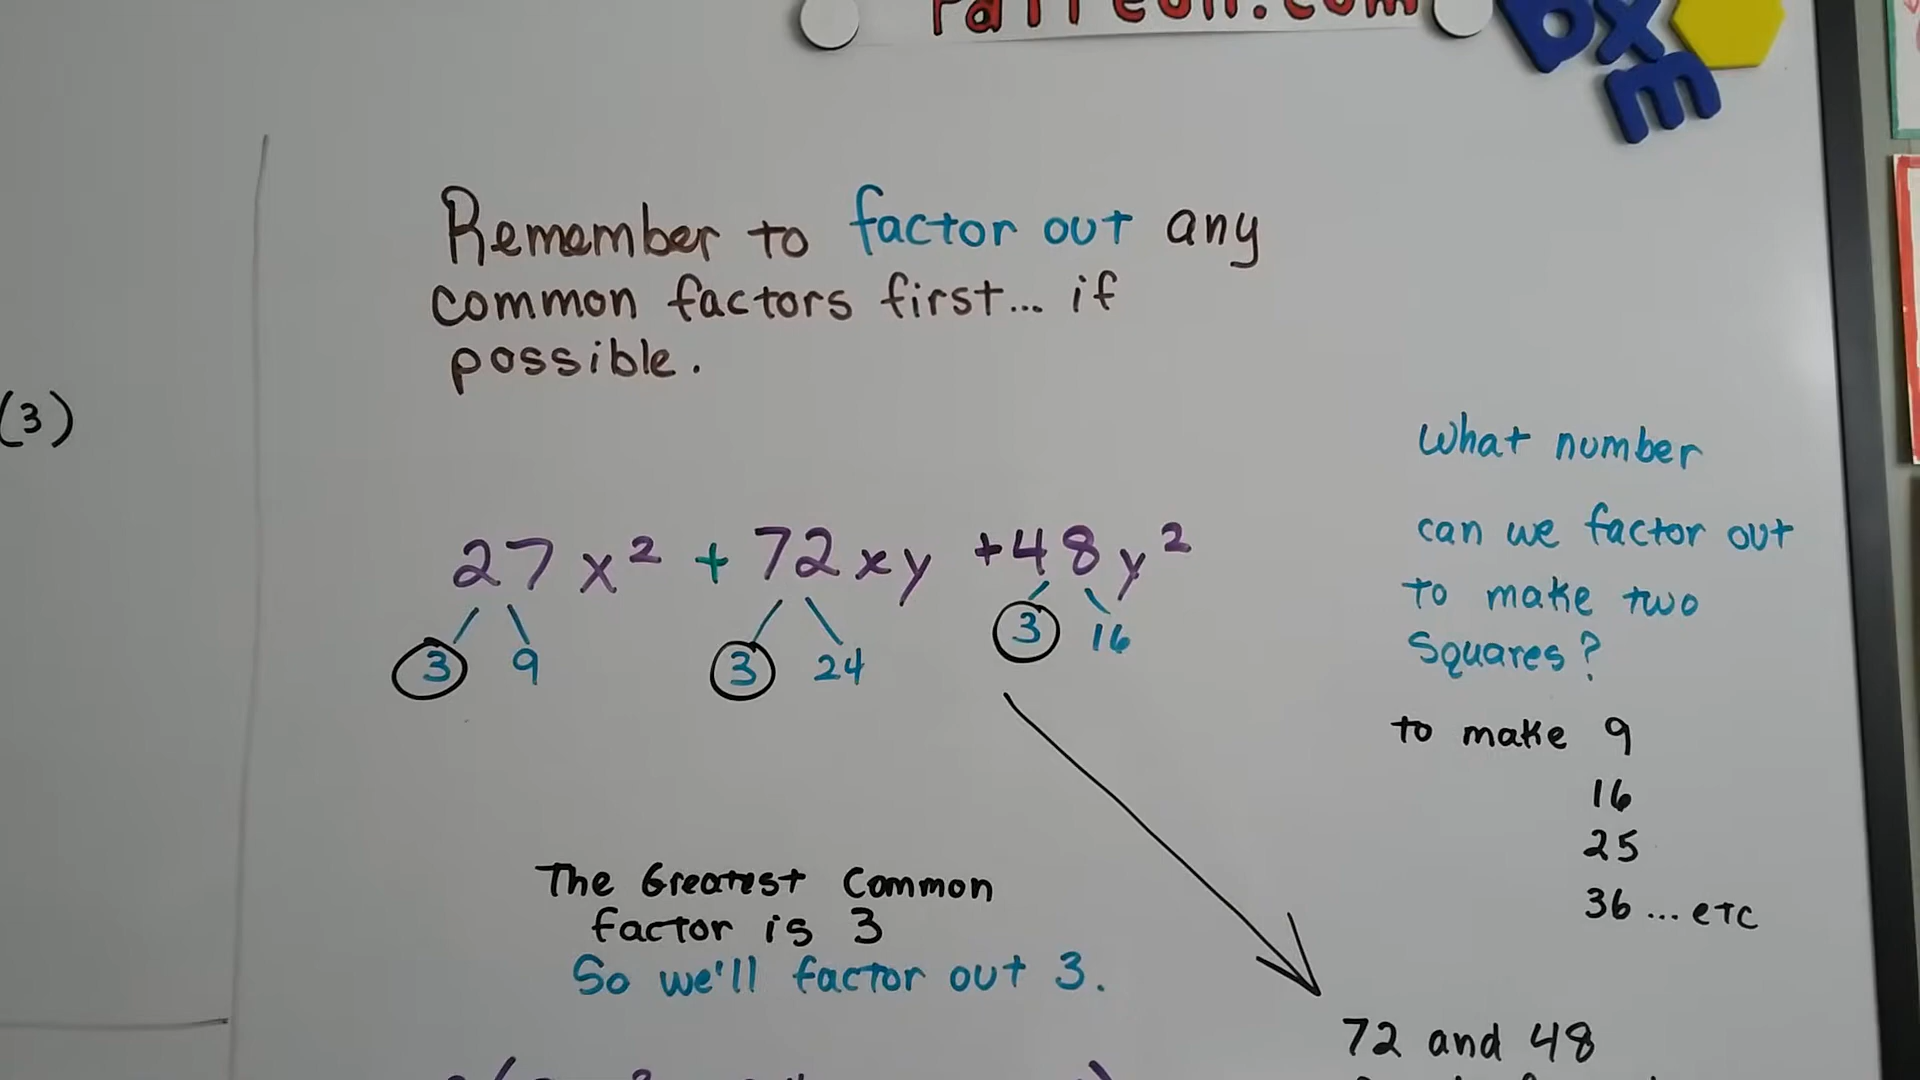 patreon.com
(3)
Remember to factor out any
common factors first... if
possible.
27x² + 72xy + 48y²
3 9 3 24 3 16
The Greatest Common
factor is 3
So we'll factor out 3.
What number
can we factor out
to make two
squares?
to make 9
16
25
36 ... etc
72 and 48